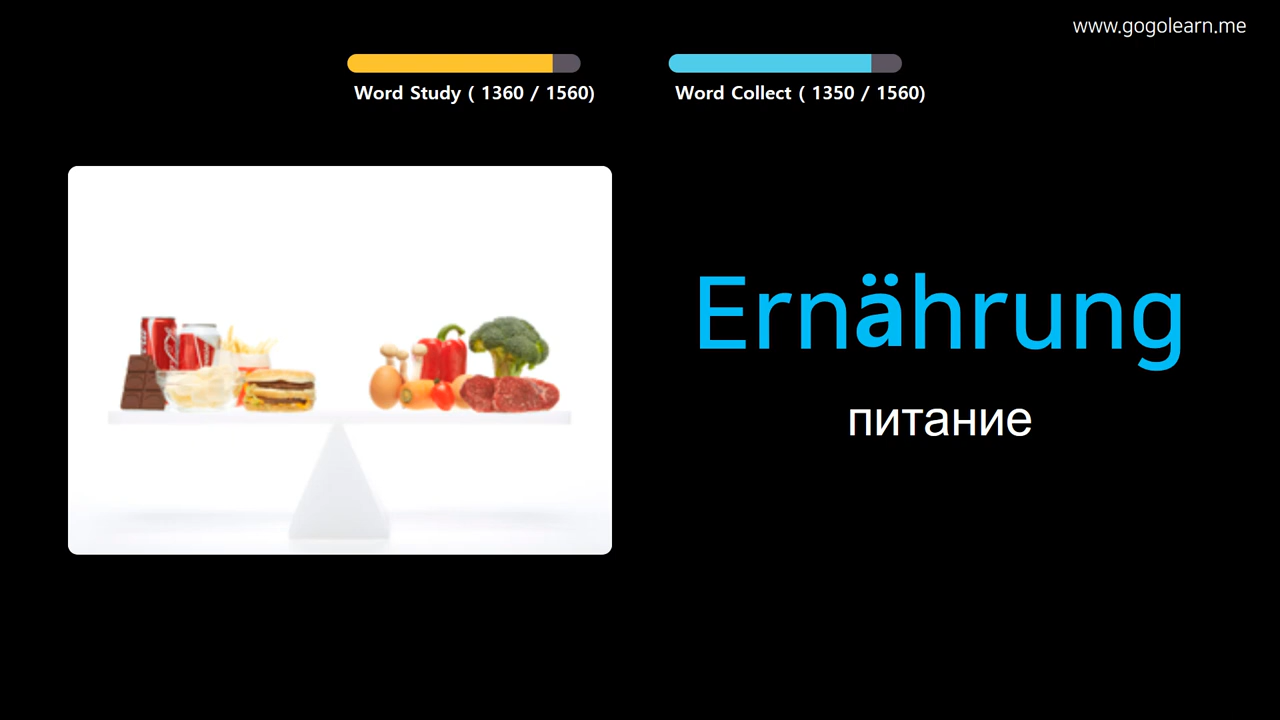 www.gogolearn.me
Word Study ( 1360 / 1560)
Word Collect ( 1350 / 1560)
Ernährung
питание